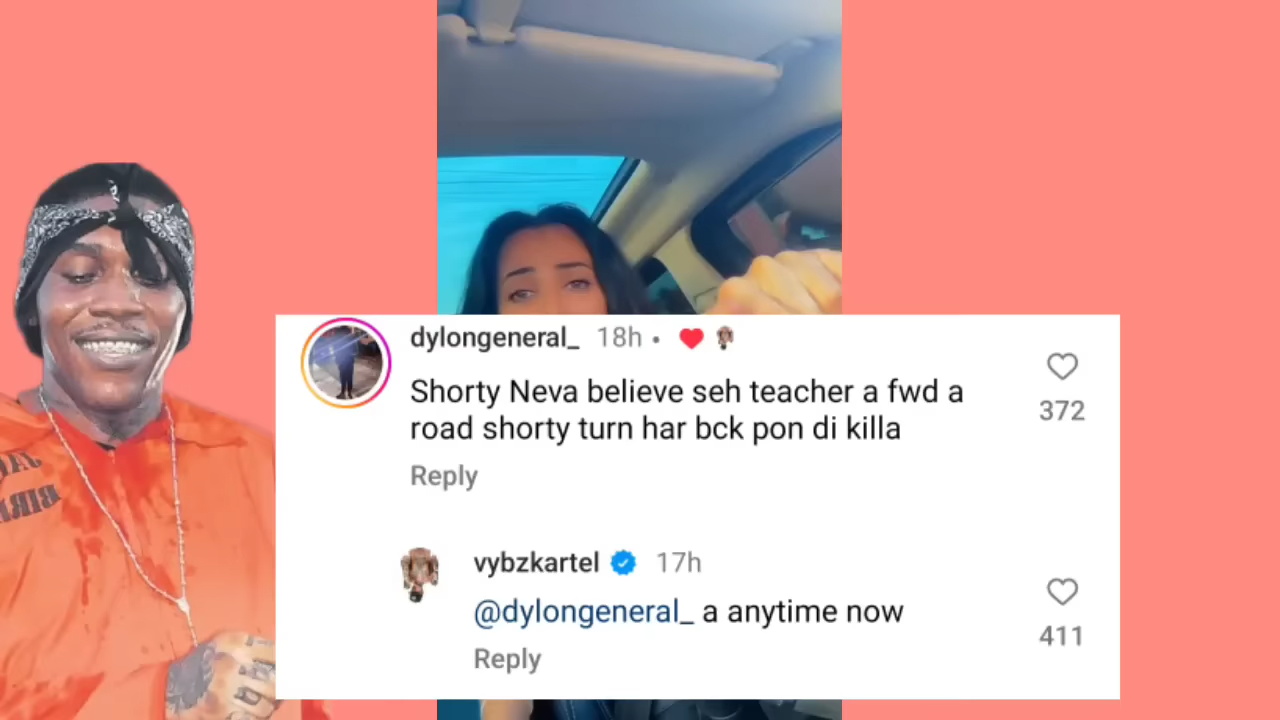 dylongeneral_ 18h •
Shorty Neva believe seh teacher a fwd a
road shorty turn har bck pon di killa
372
Reply
vybzkartel 17h
@dylongeneral_ a anytime now
411
Reply